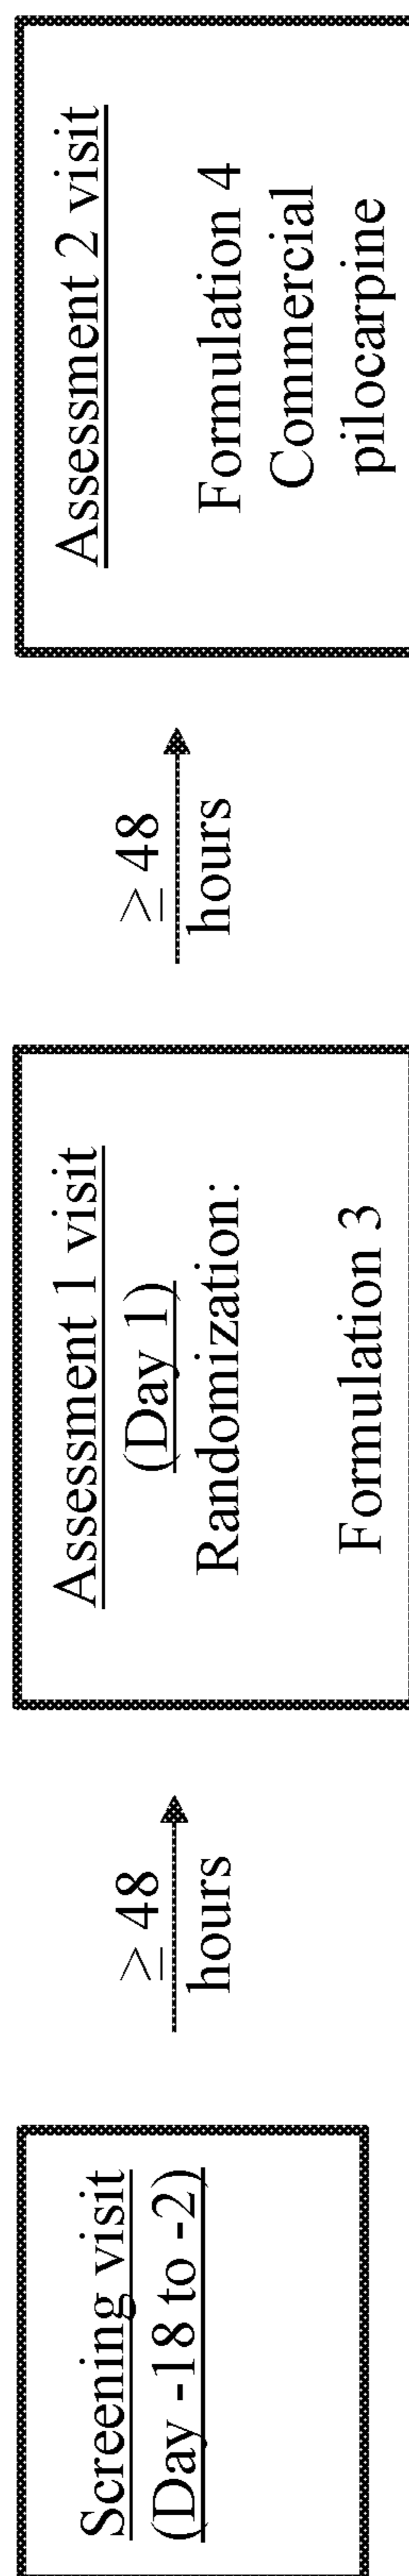 Screening visit
(Day -18 to -2)
≥ 48
hours
Assessment 1 visit
(Day 1)
Randomization:
Formulation 3
≥ 48
hours
Assessment 2 visit
Formulation 4
Commercial
pilocarpine